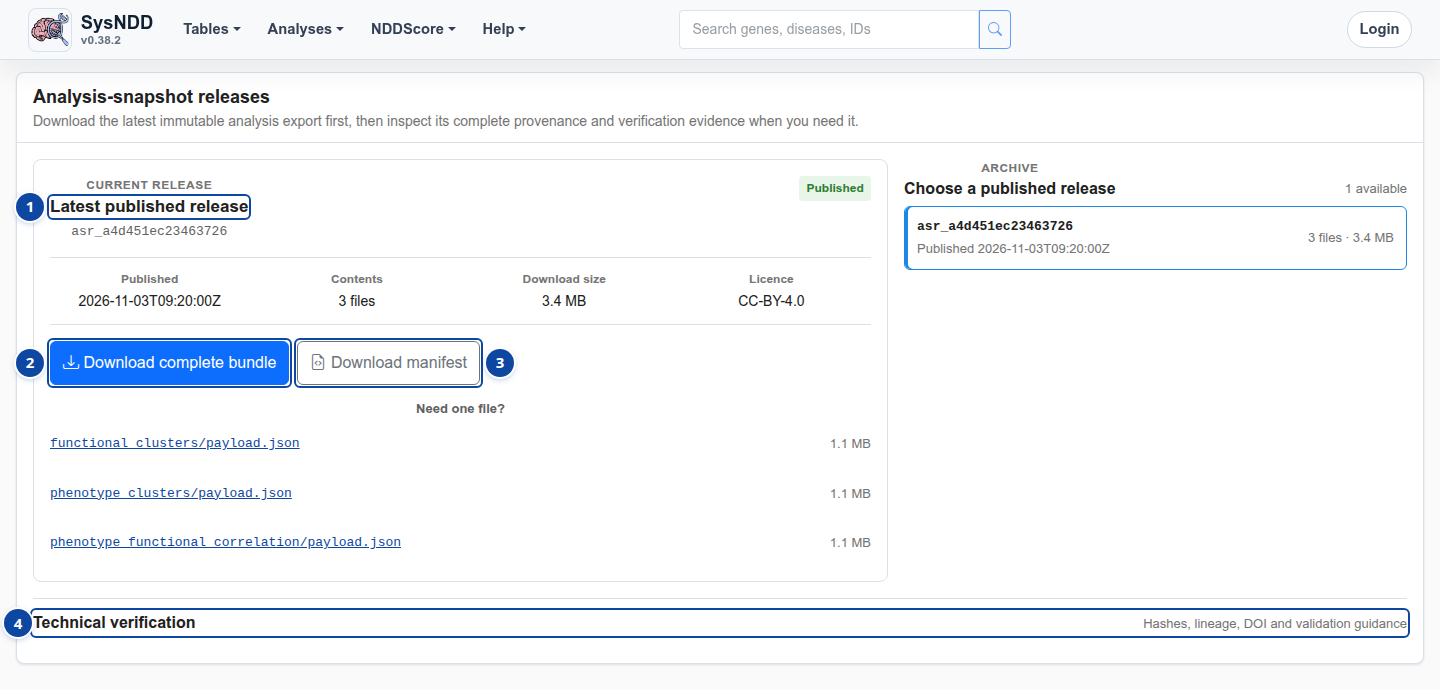 SysNDD
v0.38.2
Tables
Analyses
NDDScore
Help
Search genes, diseases, IDs
Login
Analysis-snapshot releases
Download the latest immutable analysis export first, then inspect its complete provenance and verification evidence when you need it.
CURRENT RELEASE
1
Latest published release
asr_a4d451ec23463726
Published
Published
2026-11-03T09:20:00Z
Contents
3 files
Download size
3.4 MB
Licence
CC-BY-4.0
2
Download complete bundle
Download manifest
3
Need one file?
functional_clusters/payload.json
1.1 MB
phenotype_clusters/payload.json
1.1 MB
phenotype_functional_correlation/payload.json
1.1 MB
ARCHIVE
Choose a published release
1 available
asr_a4d451ec23463726
Published 2026-11-03T09:20:00Z
3 files · 3.4 MB
4
Technical verification
Hashes, lineage, DOI and validation guidance